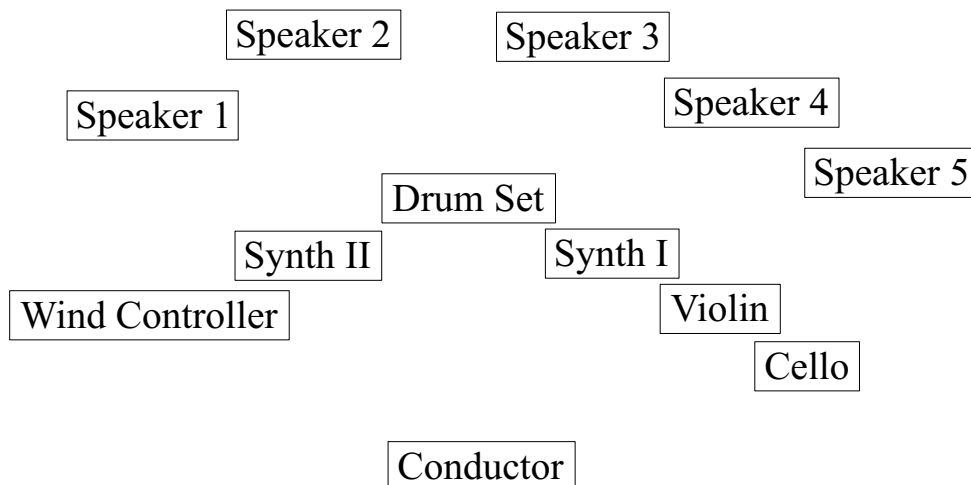 Speaker 2
Speaker 3
Speaker 1
Speaker 4
Speaker 5
Drum Set
Synth II
Synth I
Wind Controller
Violin
Cello
Conductor